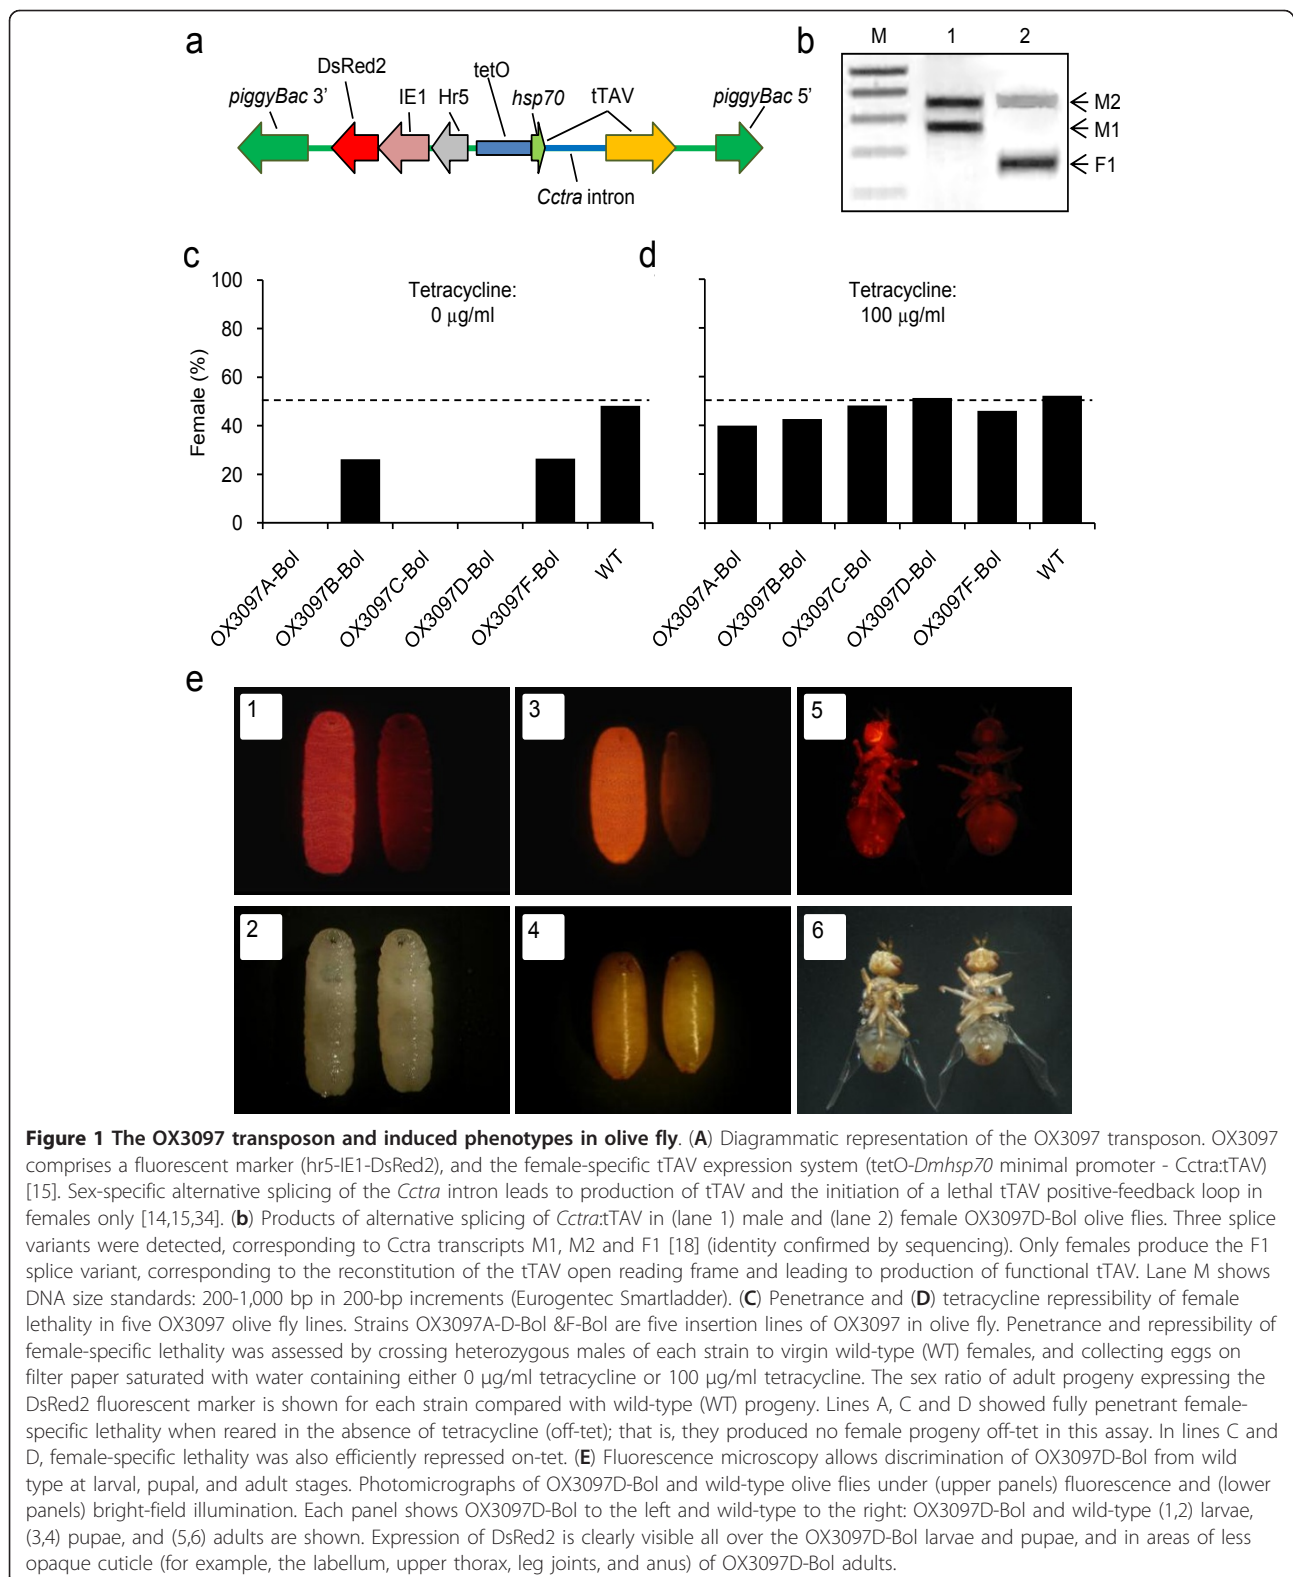 a
DsRed2
tetO
piggyBac 3’
IE1
Hr5
hsp70
tTAV
piggyBac 5’
Cctra intron
b
M
1
2
M2
M1
F1
c
Tetracycline:
0 μg/ml
Female (%)
100
80
60
40
20
0
OX3097A-Bol
OX3097B-Bol
OX3097C-Bol
OX3097D-Bol
OX3097F-Bol
WT
d
Tetracycline:
100 μg/ml
OX3097A-Bol
OX3097B-Bol
OX3097C-Bol
OX3097D-Bol
OX3097F-Bol
WT
e
1
3
5
2
4
6
Figure 1 The OX3097 transposon and induced phenotypes in olive fly. (A) Diagrammatic representation of the OX3097 transposon. OX3097
comprises a fluorescent marker (hr5-IE1-DsRed2), and the female-specific tTAV expression system (tetO-Dmhsp70 minimal promoter - Cctra:tTAV)
[15]. Sex-specific alternative splicing of the Cctra intron leads to production of tTAV and the initiation of a lethal tTAV positive-feedback loop in
females only [14,15,34]. (b) Products of alternative splicing of Cctra:tTAV in (lane 1) male and (lane 2) female OX3097D-Bol olive flies. Three splice
variants were detected, corresponding to Cctra transcripts M1, M2 and F1 [18] (identity confirmed by sequencing). Only females produce the F1
splice variant, corresponding to the reconstitution of the tTAV open reading frame and leading to production of functional tTAV. Lane M shows
DNA size standards: 200-1,000 bp in 200-bp increments (Eurogentec Smartladder). (C) Penetrance and (D) tetracycline repressibility of female
lethality in five OX3097 olive fly lines. Strains OX3097A-D-Bol &F-Bol are five insertion lines of OX3097 in olive fly. Penetrance and repressibility of
female-specific lethality was assessed by crossing heterozygous males of each strain to virgin wild-type (WT) females, and collecting eggs on
filter paper saturated with water containing either 0 μg/ml tetracycline or 100 μg/ml tetracycline. The sex ratio of adult progeny expressing the
DsRed2 fluorescent marker is shown for each strain compared with wild-type (WT) progeny. Lines A, C and D showed fully penetrant female-
specific lethality when reared in the absence of tetracycline (off-tet); that is, they produced no female progeny off-tet in this assay. In lines C and
D, female-specific lethality was also efficiently repressed on-tet. (E) Fluorescence microscopy allows discrimination of OX3097D-Bol from wild
type at larval, pupal, and adult stages. Photomicrographs of OX3097D-Bol and wild-type olive flies under (upper panels) fluorescence and (lower
panels) bright-field illumination. Each panel shows OX3097D-Bol to the left and wild-type to the right: OX3097D-Bol and wild-type (1,2) larvae,
(3,4) pupae, and (5,6) adults are shown. Expression of DsRed2 is clearly visible all over the OX3097D-Bol larvae and pupae, and in areas of less
opaque cuticle (for example, the labellum, upper thorax, leg joints, and anus) of OX3097D-Bol adults.